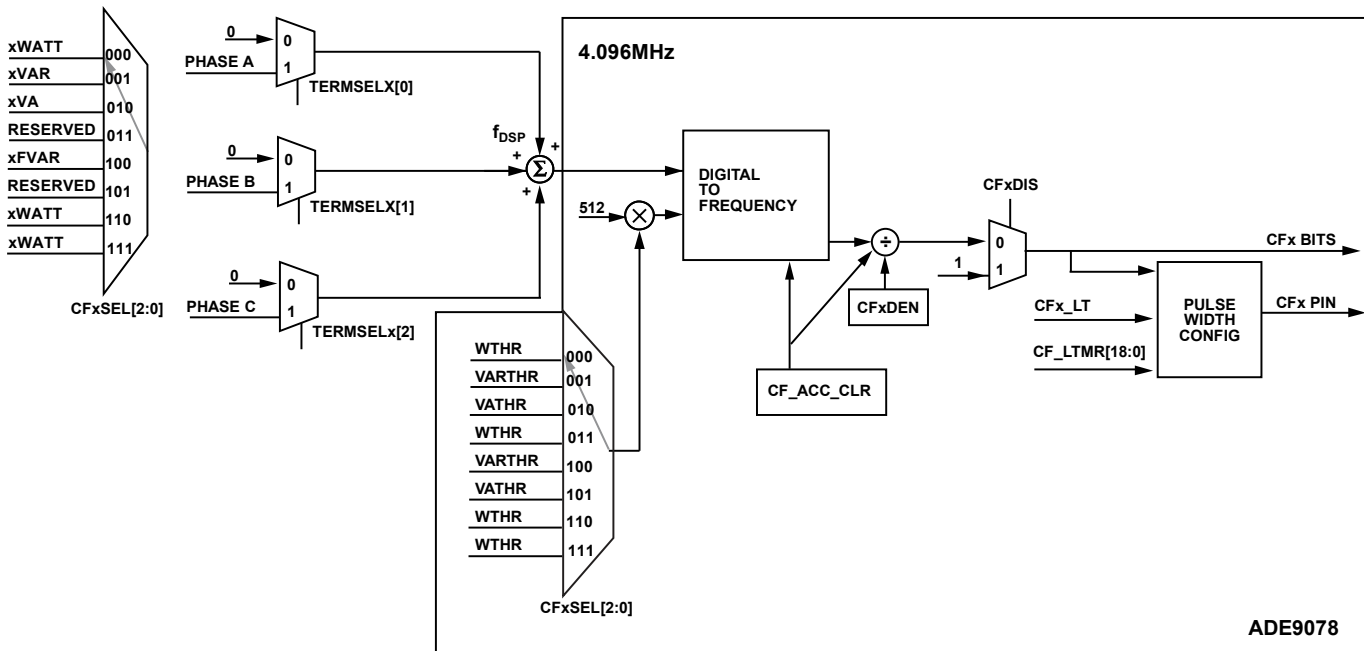 xWATT
000
xVAR
001
xVA
010
RESERVED
011
xFVAR
100
RESERVED
101
xWATT
110
xWATT
111
CFxSEL[2:0]
0
0
PHASE A
1
TERMSELX[0]
0
0
PHASE B
1
TERMSELX[1]
0
0
PHASE C
1
TERMSELx[2]
fDSP
+
+
+
+
Σ
4.096MHz
512
×
DIGITAL
TO
FREQUENCY
WTHR
000
VARTHR
001
VATHR
010
WTHR
011
VARTHR
100
VATHR
101
WTHR
110
WTHR
111
CFxSEL[2:0]
÷
CFxDEN
CF_ACC_CLR
CFxDIS
0
1
1
CFx BITS
CFx_LT
CF_LTMR[18:0]
PULSE
WIDTH
CONFIG
CFx PIN
ADE9078